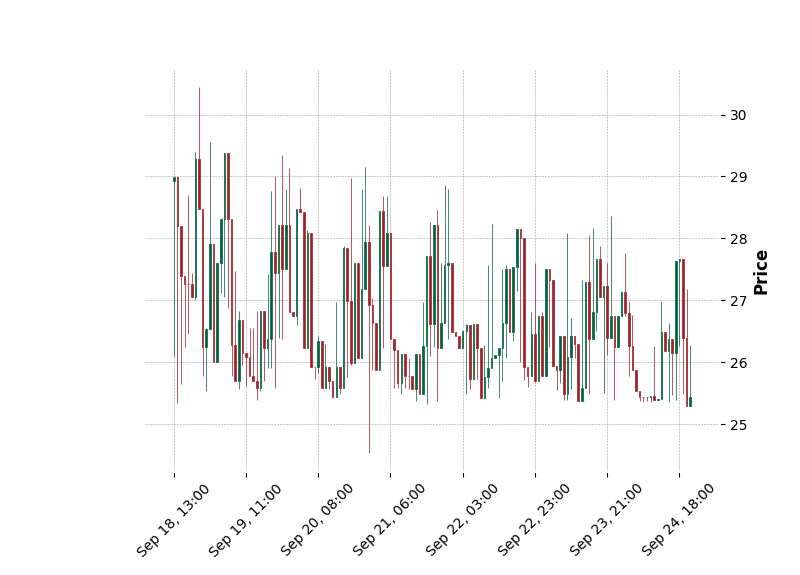 30
29
28
27
26
25
Price
Sep 18, 13:00
Sep 19, 11:00
Sep 20, 08:00
Sep 21, 06:00
Sep 22, 03:00
Sep 22, 23:00
Sep 23, 21:00
Sep 24, 18:00